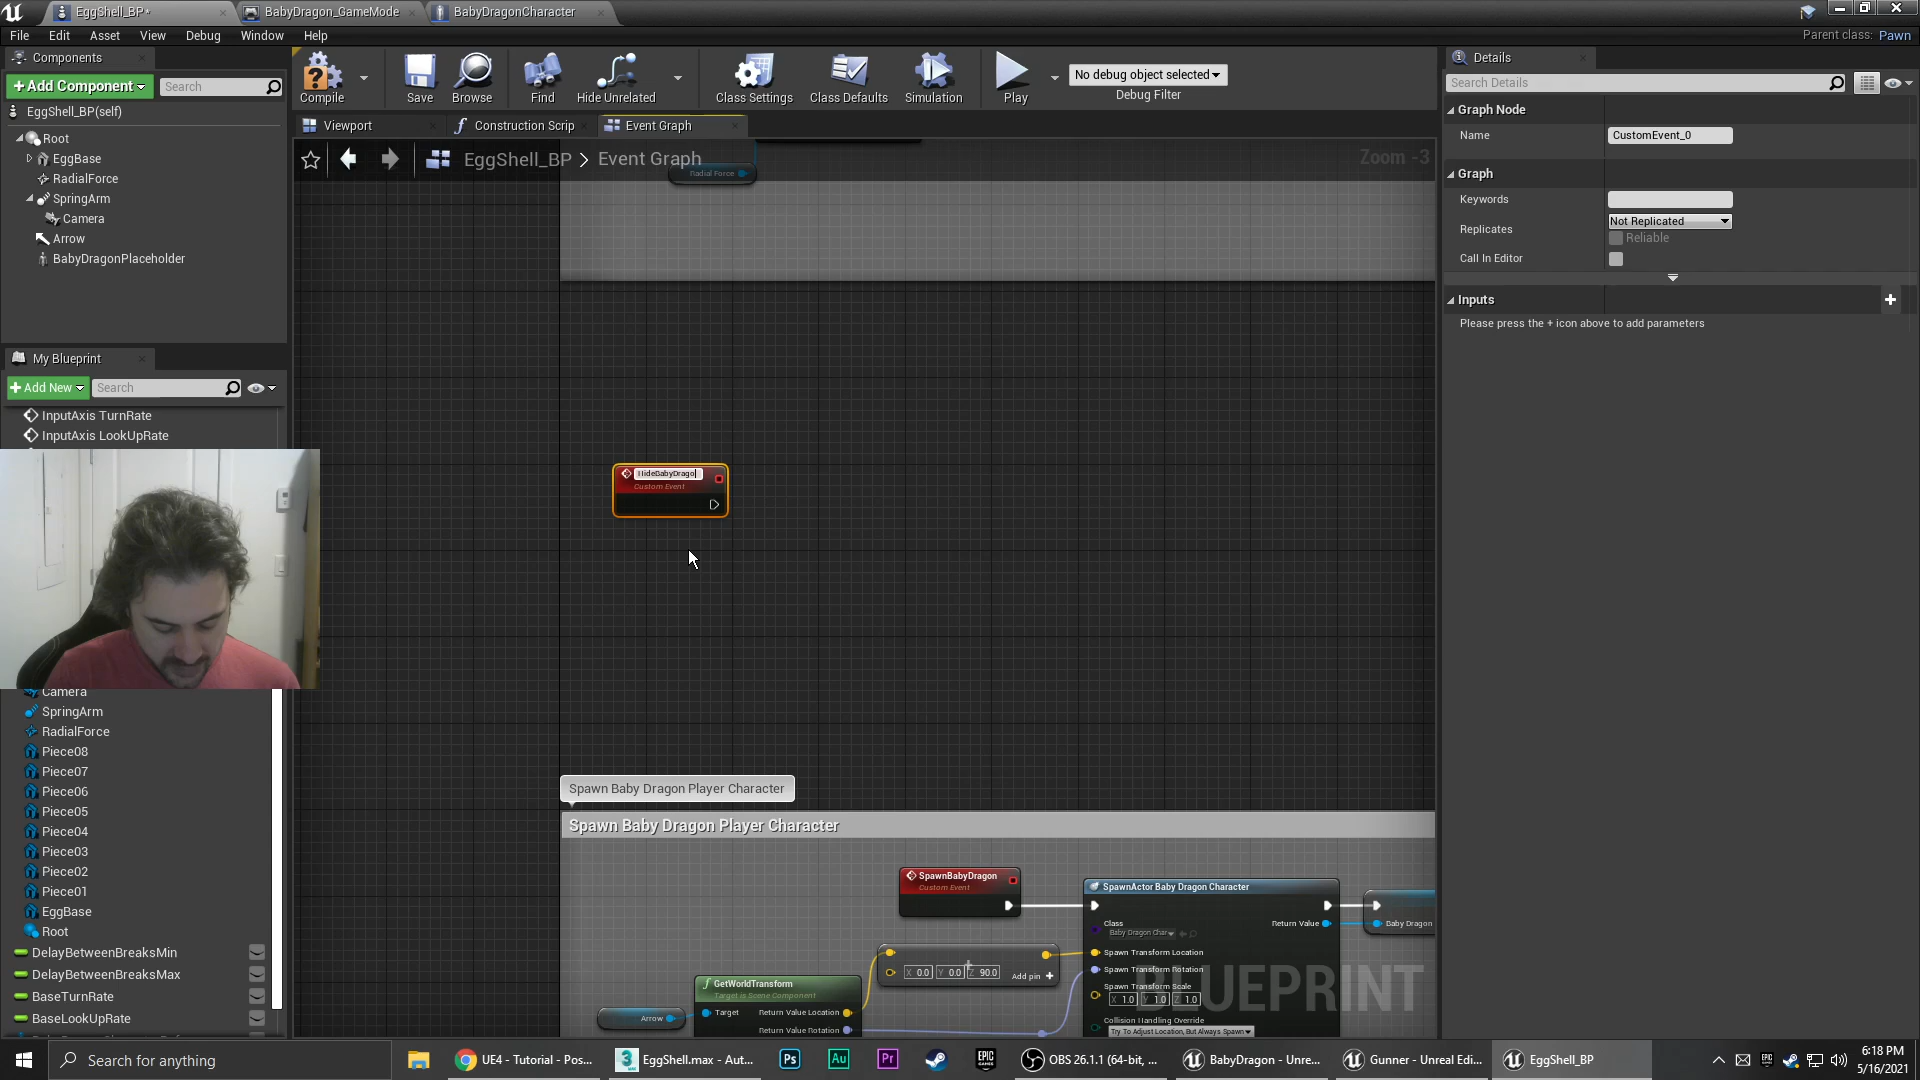 EggShell_BP*
BabyDragon_GameMode
BabyDragonCharacter
File Edit Asset View Debug Window Help
Parent class: Pawn
Components
+Add Component
Search
EggShell_BP(self)
Root
EggBase
RadialForce
SpringArm
Camera
Arrow
BabyDragonPlaceholder
Compile
Save
Browse
Find
Hide Unrelated
Class Settings
Class Defaults
Simulation
Play
No debug object selected
Debug Filter
Viewport
Construction Scrip
Event Graph
EggShell_BP > Event Graph
Zoom -3
Radial Force
HideBabyDrago
Custom Event
Spawn Baby Dragon Player Character
Spawn Baby Dragon Player Character
SpawnBabyDragon
Custom Event
SpawnActor Baby Dragon Character
Class
Baby Dragon Char
Return Value
Baby Dragon
Spawn Transform Location
Spawn Transform Rotation
Spawn Transform Scale
X 1.0 Y 1.0 Z 1.0
Collision Handling Override
Try To Adjust Location, But Always Spawn
X 0.0 Y 0.0 Z 90.0 Add pin +
GetWorldTransform
Target is Scene Component
Arrow
Target
Return Value Location
Return Value Rotation
BLUEPRINT
My Blueprint
+Add New
Search
InputAxis TurnRate
InputAxis LookUpRate
Camera
SpringArm
RadialForce
Piece08
Piece07
Piece06
Piece05
Piece04
Piece03
Piece02
Piece01
EggBase
Root
DelayBetweenBreaksMin
DelayBetweenBreaksMax
BaseTurnRate
BaseLookUpRate
Details
Search Details
Graph Node
Name CustomEvent_0
Graph
Keywords
Replicates Not Replicated
Reliable
Call In Editor
Inputs
Please press the + icon above to add parameters
Search for anything
UE4 - Tutorial - Pos...
EggShell.max - Aut...
Ps
Au
Pr
EPIC GAMES
OBS 26.1.1 (64-bit, ...
BabyDragon - Unre...
Gunner - Unreal Edi...
EggShell_BP
6:18 PM
5/16/2021